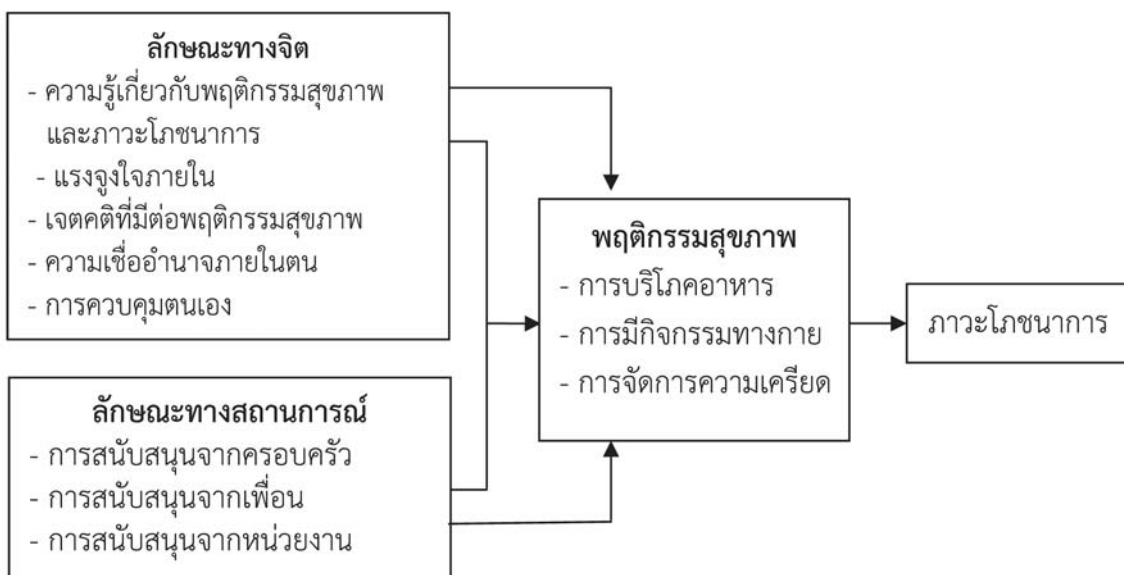 ลักษณะทางจิต
- ความรู้เกี่ยวกับพฤติกรรมสุขภาพ
และภาวะโภชนาการ
- แรงจูงใจภายใน
- เจตคติที่มีต่อพฤติกรรมสุขภาพ
- ความเชื่ออำนาจภายในตน
- การควบคุมตนเอง
ลักษณะทางสถานการณ์
- การสนับสนุนจากครอบครัว
- การสนับสนุนจากเพื่อน
- การสนับสนุนจากหน่วยงาน
พฤติกรรมสุขภาพ
- การบริโภคอาหาร
- การมีกิจกรรมทางกาย
- การจัดการความเครียด
ภาวะโภชนาการ